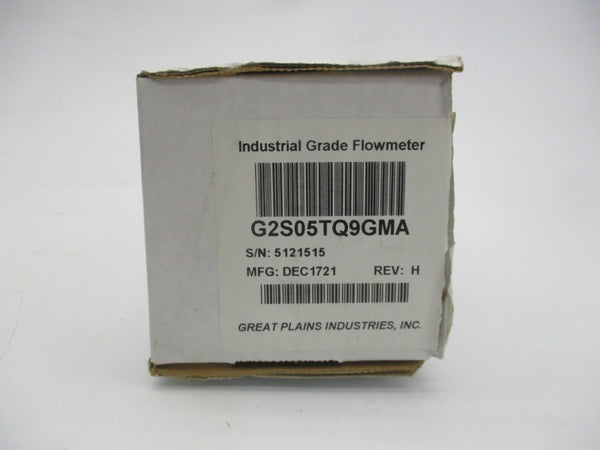 Industrial Grade Flowmeter
G2S05TQ9GMA
S/N: 5121515
MFG: DEC1721 REV: H
GREAT PLAINS INDUSTRIES, INC.